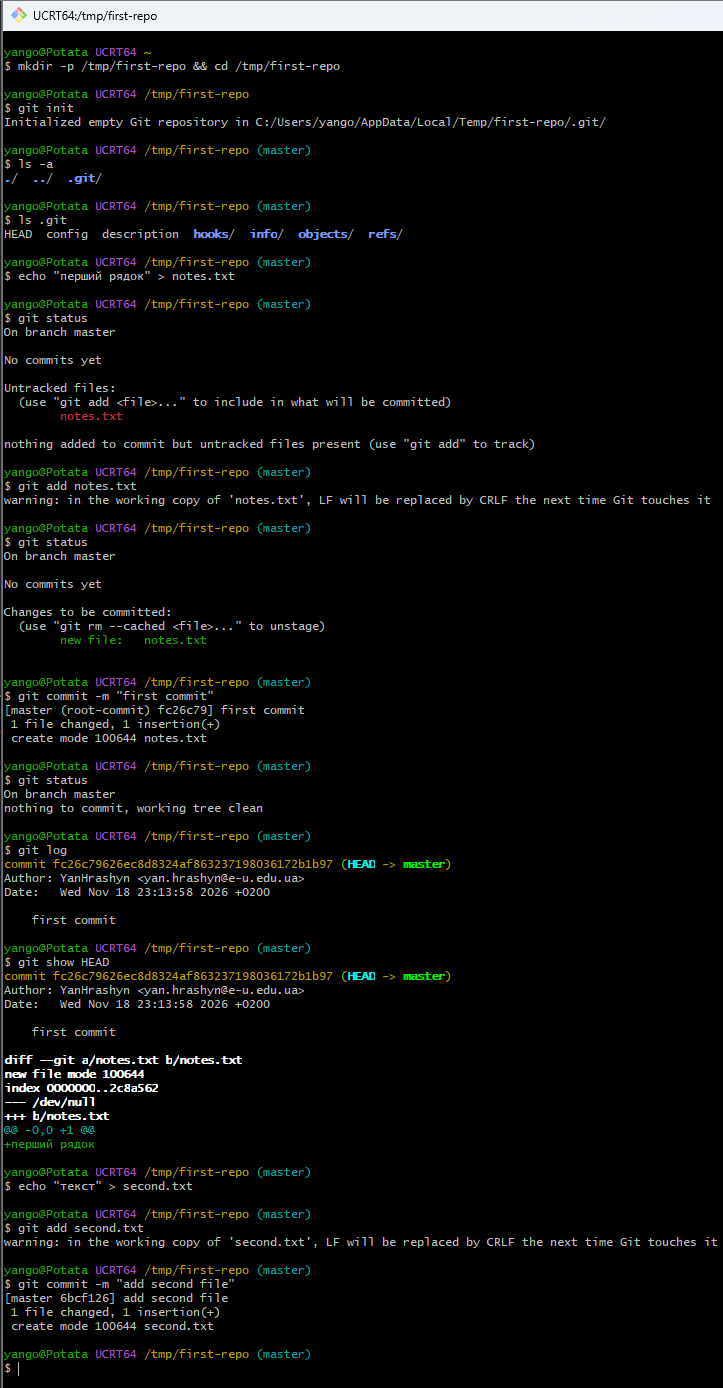 UCRT64:/tmp/first-repo
yango@Potata UCRT64 ~
$ mkdir -p /tmp/first-repo && cd /tmp/first-repo
yango@Potata UCRT64 /tmp/first-repo
$ git init
Initialized empty Git repository in C:/Users/yango/AppData/Local/Temp/first-repo/.git/
yango@Potata UCRT64 /tmp/first-repo (master)
$ ls -a
./  ../  .git/
yango@Potata UCRT64 /tmp/first-repo (master)
$ ls .git
HEAD  config  description  hooks/  info/  objects/  refs/
yango@Potata UCRT64 /tmp/first-repo (master)
$ echo "перший рядок" > notes.txt
yango@Potata UCRT64 /tmp/first-repo (master)
$ git status
On branch master
No commits yet
Untracked files:
  (use "git add <file>..." to include in what will be committed)
        notes.txt
nothing added to commit but untracked files present (use "git add" to track)
yango@Potata UCRT64 /tmp/first-repo (master)
$ git add notes.txt
warning: in the working copy of 'notes.txt', LF will be replaced by CRLF the next time Git touches it
yango@Potata UCRT64 /tmp/first-repo (master)
$ git status
On branch master
No commits yet
Changes to be committed:
  (use "git rm --cached <file>..." to unstage)
        new file:   notes.txt
yango@Potata UCRT64 /tmp/first-repo (master)
$ git commit -m "first commit"
[master (root-commit) fc26c79] first commit
 1 file changed, 1 insertion(+)
 create mode 100644 notes.txt
yango@Potata UCRT64 /tmp/first-repo (master)
$ git status
On branch master
nothing to commit, working tree clean
yango@Potata UCRT64 /tmp/first-repo (master)
$ git log
commit fc26c79626ec8d8324af863237198036172b1b97 (HEAD -> master)
Author: YanHrashyn <yan.hrashyn@e-u.edu.ua>
Date:   Wed Nov 18 23:13:58 2026 +0200
    first commit
yango@Potata UCRT64 /tmp/first-repo (master)
$ git show HEAD
commit fc26c79626ec8d8324af863237198036172b1b97 (HEAD -> master)
Author: YanHrashyn <yan.hrashyn@e-u.edu.ua>
Date:   Wed Nov 18 23:13:58 2026 +0200
    first commit
diff --git a/notes.txt b/notes.txt
new file mode 100644
index 0000000..2c8a562
--- /dev/null
+++ b/notes.txt
@@ -0,0 +1 @@
+перший рядок
yango@Potata UCRT64 /tmp/first-repo (master)
$ echo "текст" > second.txt
yango@Potata UCRT64 /tmp/first-repo (master)
$ git add second.txt
warning: in the working copy of 'second.txt', LF will be replaced by CRLF the next time Git touches it
yango@Potata UCRT64 /tmp/first-repo (master)
$ git commit -m "add second file"
[master 6bcf126] add second file
 1 file changed, 1 insertion(+)
 create mode 100644 second.txt
yango@Potata UCRT64 /tmp/first-repo (master)
$